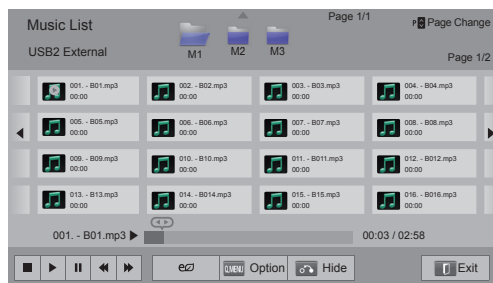 Music List
Page 1/1
P Page Change
USB2 External
M1 M2 M3
Page 1/2
001. - B01.mp3
00:00
002. - B02.mp3
00:00
003. - B03.mp3
00:00
004. - B04.mp3
00:00
005. - B05.mp3
00:00
006. - B06.mp3
00:00
007. - B07.mp3
00:00
008. - B08.mp3
00:00
009. - B09.mp3
00:00
010. - B10.mp3
00:00
011. - B011.mp3
00:00
012. - B012.mp3
00:00
013. - B13.mp3
00:00
014. - B014.mp3
00:00
015. - B15.mp3
00:00
016. - B016.mp3
00:00
001. - B01.mp3
00:03 / 02:58
Q.MENU Option Hide Exit